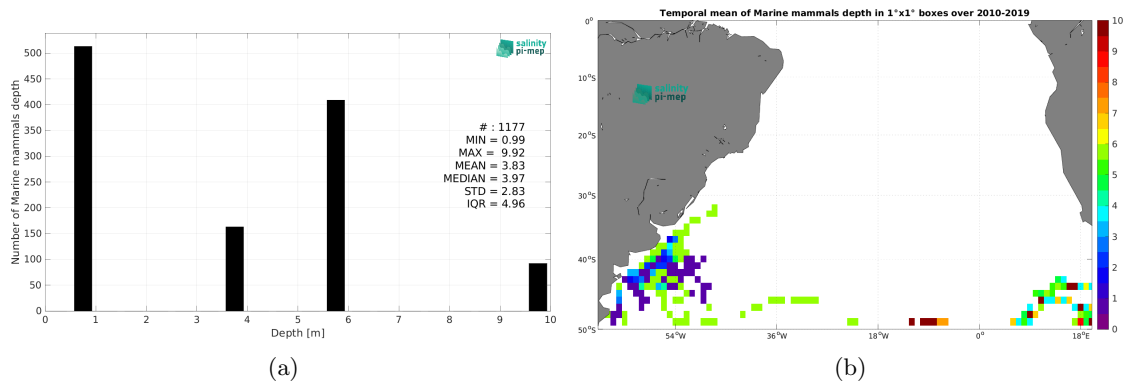 Number of Marine mammals depth
500
450
400
350
300
250
200
150
100
50
0
0 1 2 3 4 5 6 7 8 9 10
Depth [m]
salinity
pi-mep
# : 1177
MIN = 0.99
MAX = 9.92
MEAN = 3.83
MEDIAN = 3.97
STD = 2.83
IQR = 4.96
(a)
Temporal mean of Marine mammals depth in 1°x1° boxes over 2010-2019
0°
10°S
20°S
30°S
40°S
50°S
54°W 36°W 18°W 0° 18°E
salinity
pi-mep
10
9
8
7
6
5
4
3
2
1
0
(b)